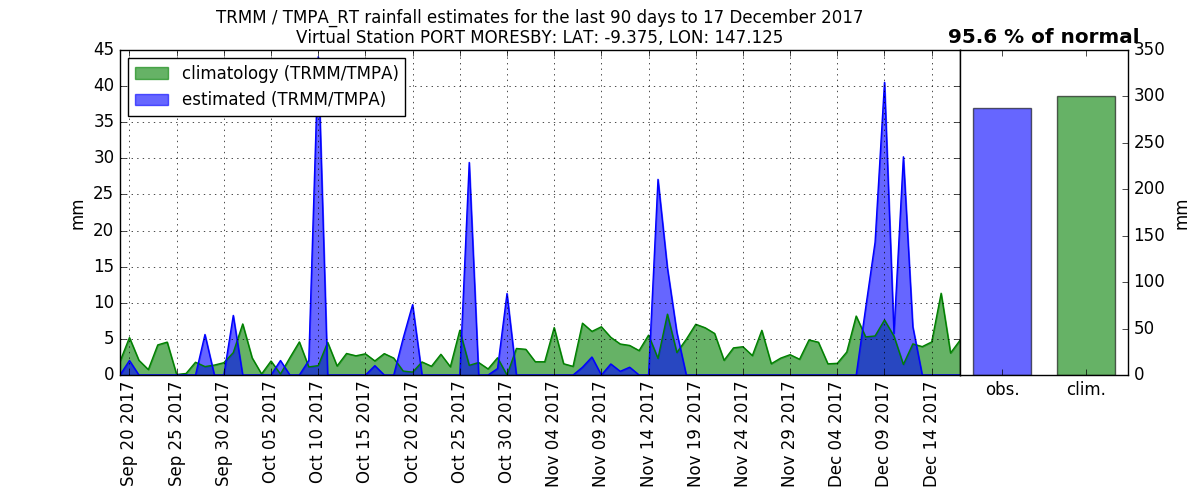 TRMM / TMPA_RT rainfall estimates for the last 90 days to 17 December 2017
Virtual Station PORT MORESBY: LAT: -9.375, LON: 147.125
95.6 % of normal
climatology (TRMM/TMPA)
estimated (TRMM/TMPA)
45
40
35
30
25
20
15
10
5
0
mm
350
300
250
200
150
100
50
0
mm
Sep 20 2017
Sep 25 2017
Sep 30 2017
Oct 05 2017
Oct 10 2017
Oct 15 2017
Oct 20 2017
Oct 25 2017
Oct 30 2017
Nov 04 2017
Nov 09 2017
Nov 14 2017
Nov 19 2017
Nov 24 2017
Nov 29 2017
Dec 04 2017
Dec 09 2017
Dec 14 2017
obs.
clim.